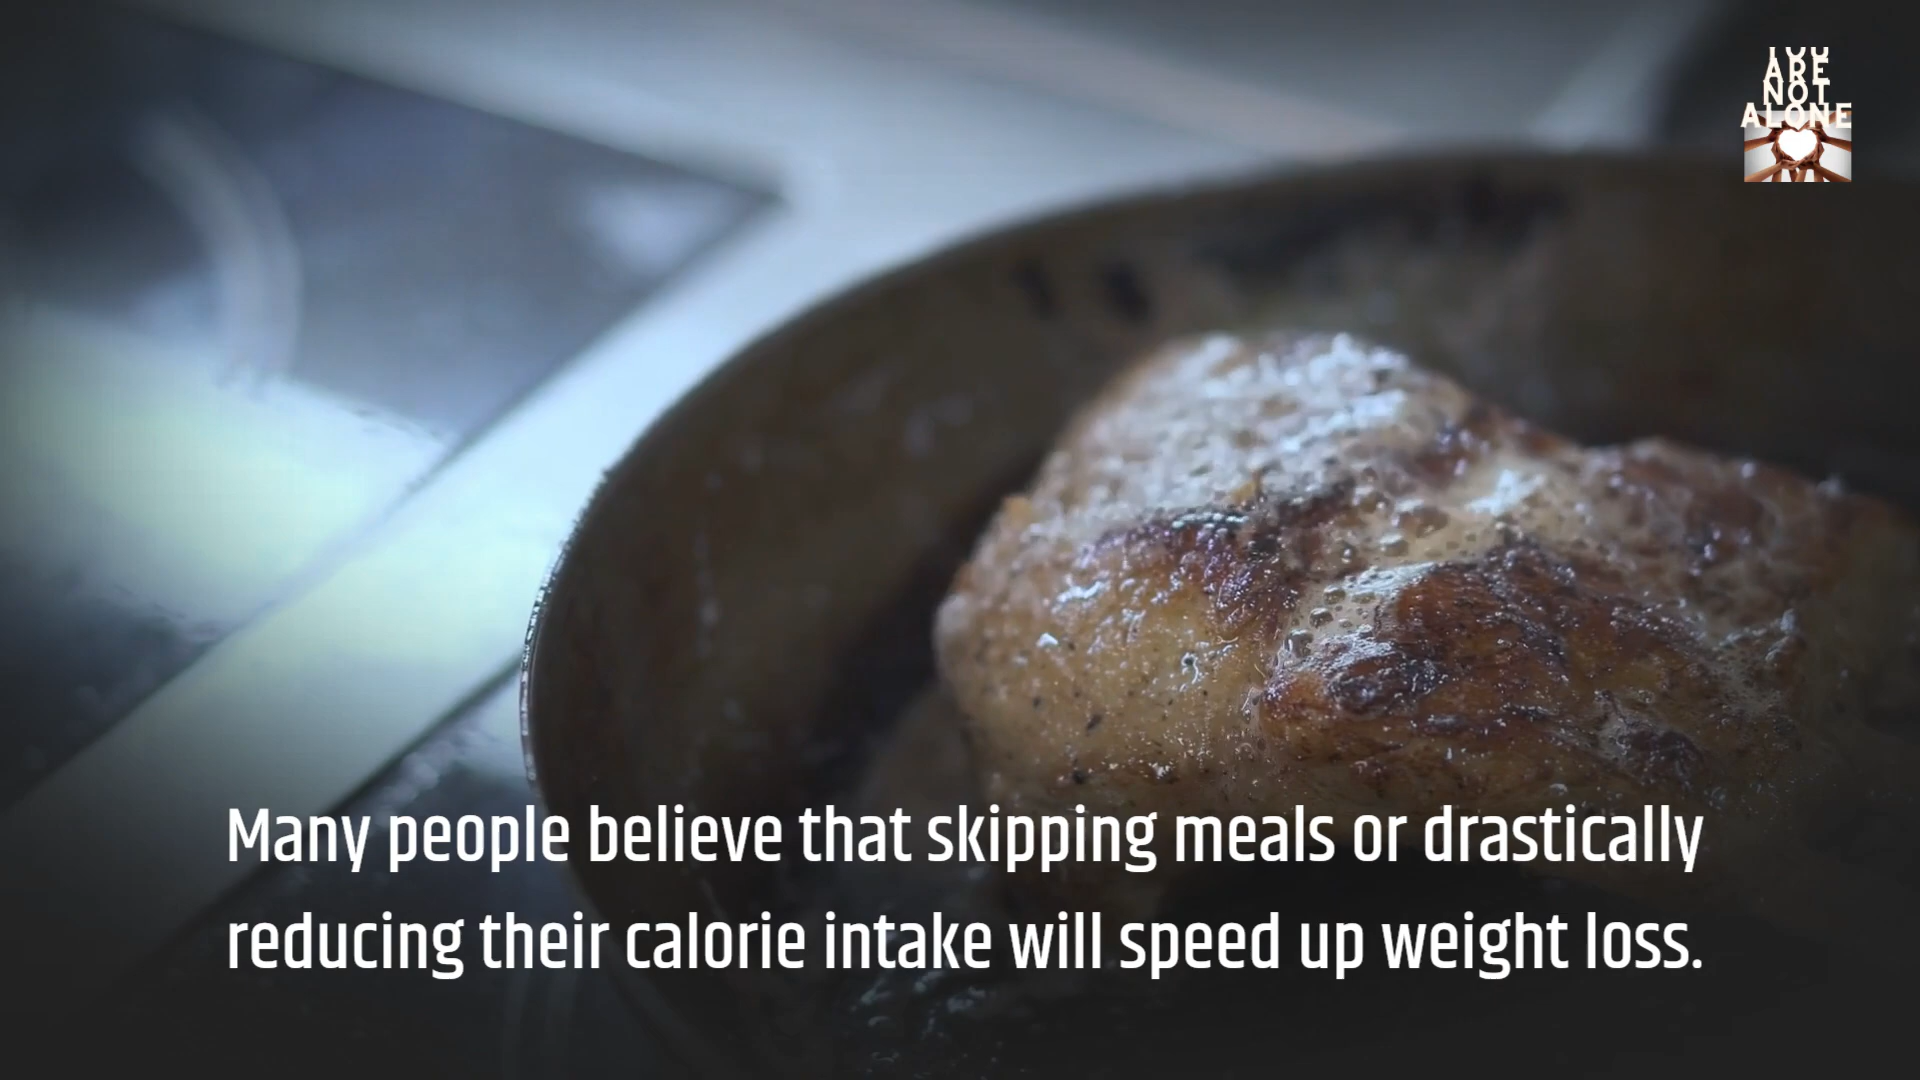 YOU
ARE
NOT
ALONE
Many people believe that skipping meals or drastically
reducing their calorie intake will speed up weight loss.